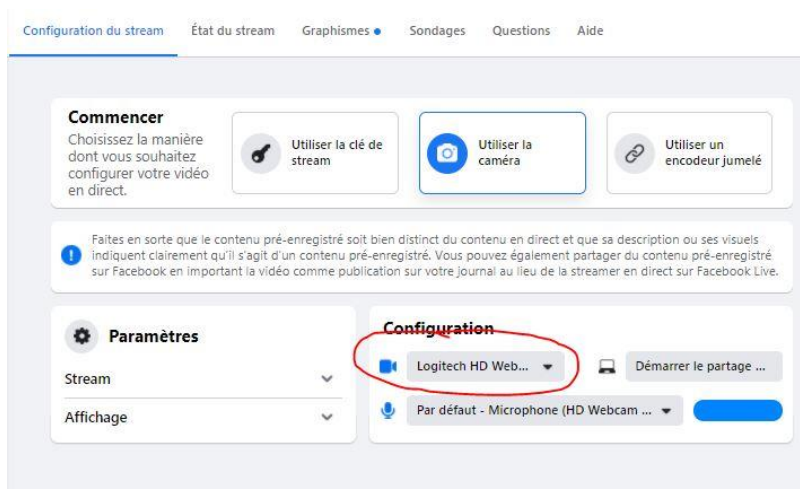 Configuration du stream
État du stream
Graphismes
Sondages
Questions
Aide
Commencer
Choisissez la manière
dont vous souhaitez
configurer votre vidéo
en direct.
Utiliser la clé de
stream
Utiliser la
caméra
Utiliser un
encodeur jumelé
Faites en sorte que le contenu pré-enregistré soit bien distinct du contenu en direct et que sa description ou ses visuels
indiquent clairement qu'il s'agit d'un contenu pré-enregistré. Vous pouvez également partager du contenu pré-enregistré
sur Facebook en important la vidéo comme publication sur votre journal au lieu de la streamer en direct sur Facebook Live.
Paramètres
Stream
Affichage
Configuration
Logitech HD Web...
Démarrer le partage ...
Par défaut - Microphone (HD Webcam ...